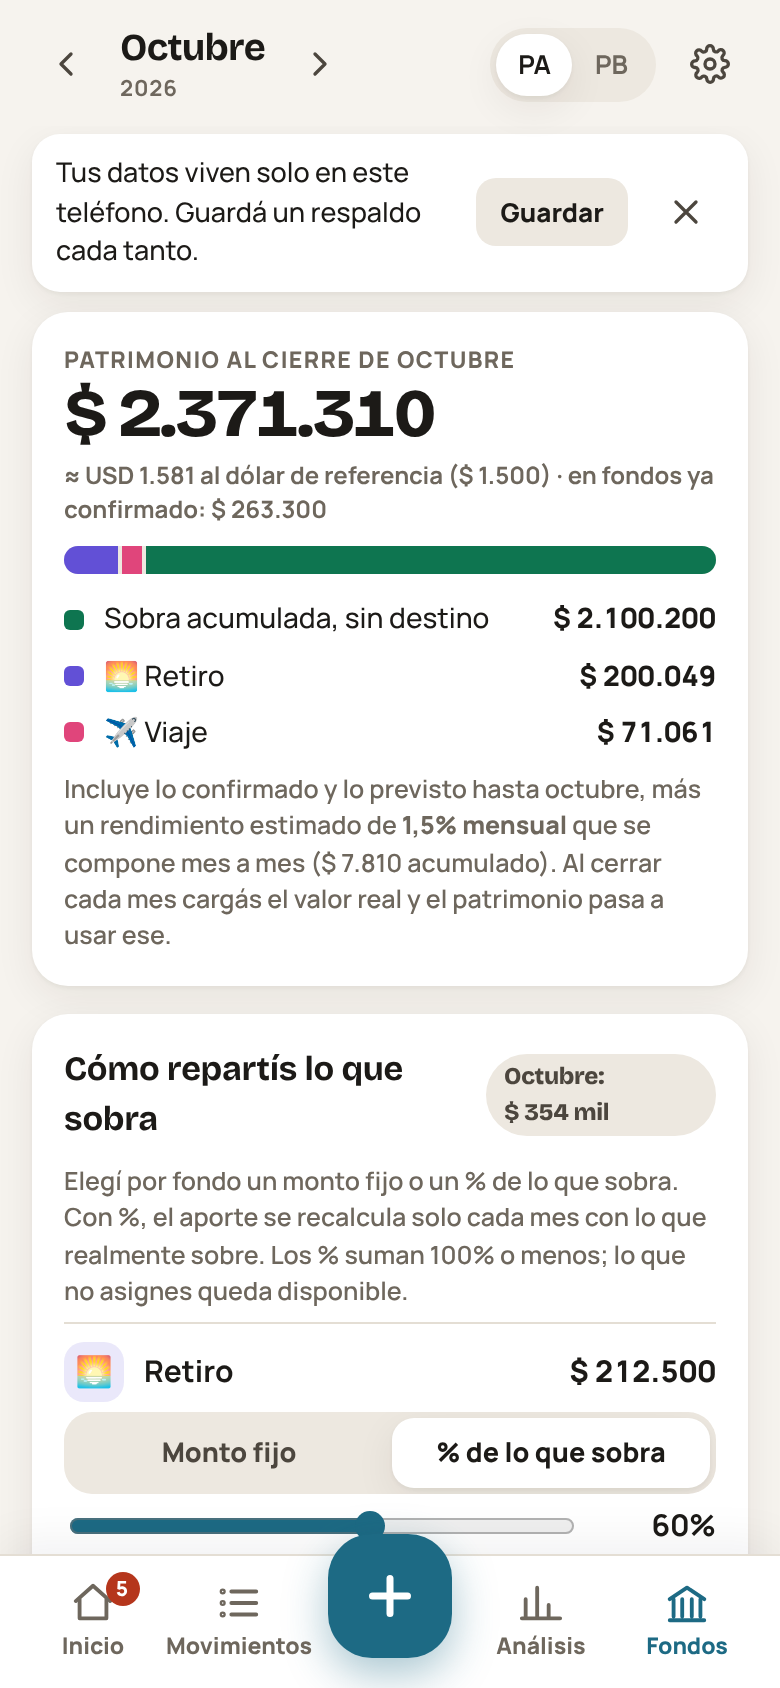 Octubre
2026
PA
PB
Tus datos viven solo en este
teléfono. Guardá un respaldo
cada tanto.
Guardar
PATRIMONIO AL CIERRE DE OCTUBRE
$ 2.371.310
≈ USD 1.581 al dólar de referencia ($ 1.500) · en fondos ya
confirmado: $ 263.300
Sobra acumulada, sin destino $ 2.100.200
Retiro $ 200.049
Viaje $ 71.061
Incluye lo confirmado y lo previsto hasta octubre, más
un rendimiento estimado de 1,5% mensual que se
compone mes a mes ($ 7.810 acumulado). Al cerrar
cada mes cargás el valor real y el patrimonio pasa a
usar ese.
Cómo repartís lo que
sobra
Octubre:
$ 354 mil
Elegí por fondo un monto fijo o un % de lo que sobra.
Con %, el aporte se recalcula solo cada mes con lo que
realmente sobre. Los % suman 100% o menos; lo que
no asignes queda disponible.
Retiro $ 212.500
Monto fijo
% de lo que sobra
60%
5
Inicio
Movimientos
Análisis
Fondos